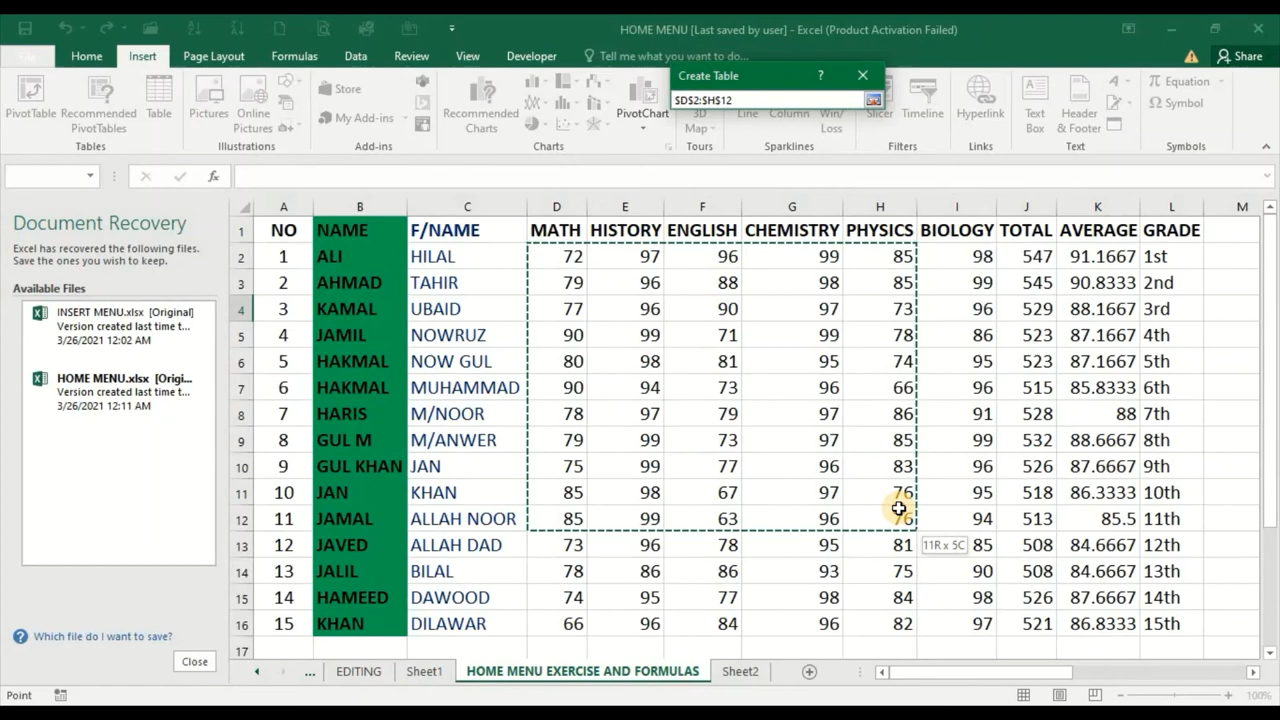 HOME MENU [Last saved by user] - Excel (Product Activation Failed)
Home Insert Page Layout Formulas Data Review View Developer Tell me what you want to do... Share
Create Table ? 
$D$2:$H$12
PivotTable Recommended PivotTables Table Pictures Online Pictures Store My Add-ins Recommended Charts PivotChart 3D Map Line Column Win/Loss Slicer Timeline Hyperlink Text Box Header & Footer Equation Symbol
Tables Illustrations Add-ins Charts Tours Sparklines Filters Links Text Symbols
fx
Document Recovery
Excel has recovered the following files.
Save the ones you wish to keep.
Available Files
INSERT MENU.xlsx [Original]
Version created last time t...
3/26/2021 12:02 AM
HOME MENU.xlsx [Origi...
Version created last time t...
3/26/2021 12:11 AM
Which file do I want to save?
Close
A B C D E F G H I J K L M
1 NO NAME F/NAME MATH HISTORY ENGLISH CHEMISTRY PHYSICS BIOLOGY TOTAL AVERAGE GRADE
2 1 ALI HILAL 72 97 96 99 85 98 547 91.1667 1st
3 2 AHMAD TAHIR 79 96 88 98 85 99 545 90.8333 2nd
4 3 KAMAL UBAID 77 96 90 97 73 96 529 88.1667 3rd
5 4 JAMIL NOWRUZ 90 99 71 99 78 86 523 87.1667 4th
6 5 HAKMAL NOW GUL 80 98 81 95 74 95 523 87.1667 5th
7 6 HAKMAL MUHAMMAD 90 94 73 96 66 96 515 85.8333 6th
8 7 HARIS M/NOOR 78 97 79 97 86 91 528 88 7th
9 8 GUL M M/ANWER 79 99 73 97 85 99 532 88.6667 8th
10 9 GUL KHAN JAN 75 99 77 96 83 96 526 87.6667 9th
11 10 JAN KHAN 85 98 67 97 76 95 518 86.3333 10th
12 11 JAMAL ALLAH NOOR 85 99 63 96 76 94 513 85.5 11th
13 12 JAVED ALLAH DAD 73 96 78 95 81 85 508 84.6667 12th
11R x 5C
14 13 JALIL BILAL 78 86 86 93 75 90 508 84.6667 13th
15 14 HAMEED DAWOOD 74 95 77 98 84 98 526 87.6667 14th
16 15 KHAN DILAWAR 66 96 84 96 82 97 521 86.8333 15th
17
... EDITING Sheet1 HOME MENU EXERCISE AND FORMULAS Sheet2
Point 100%